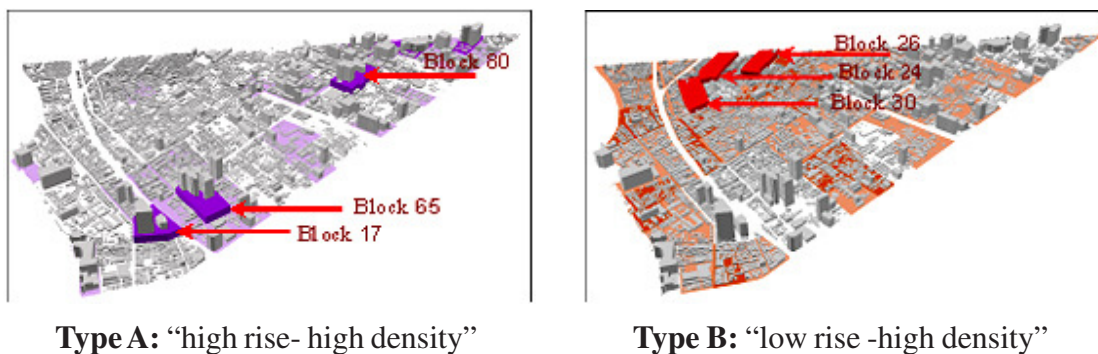 Block 80
Block 65
Block 17
Block 26
Block 24
Block 30
Type A: “high rise- high density”
Type B: “low rise -high density”